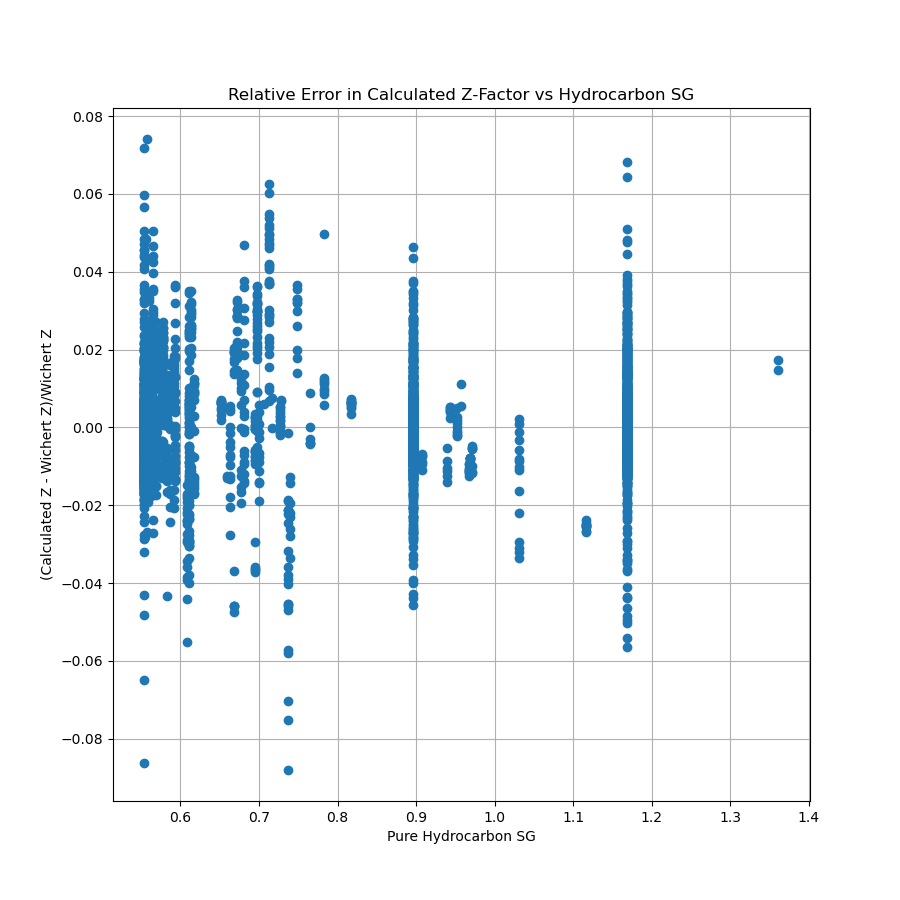 Relative Error in Calculated Z-Factor vs Hydrocarbon SG
(Calculated Z - Wichert Z)/Wichert Z
0.08
0.06
0.04
0.02
0.00
−0.02
−0.04
−0.06
−0.08
0.6 0.7 0.8 0.9 1.0 1.1 1.2 1.3 1.4
Pure Hydrocarbon SG